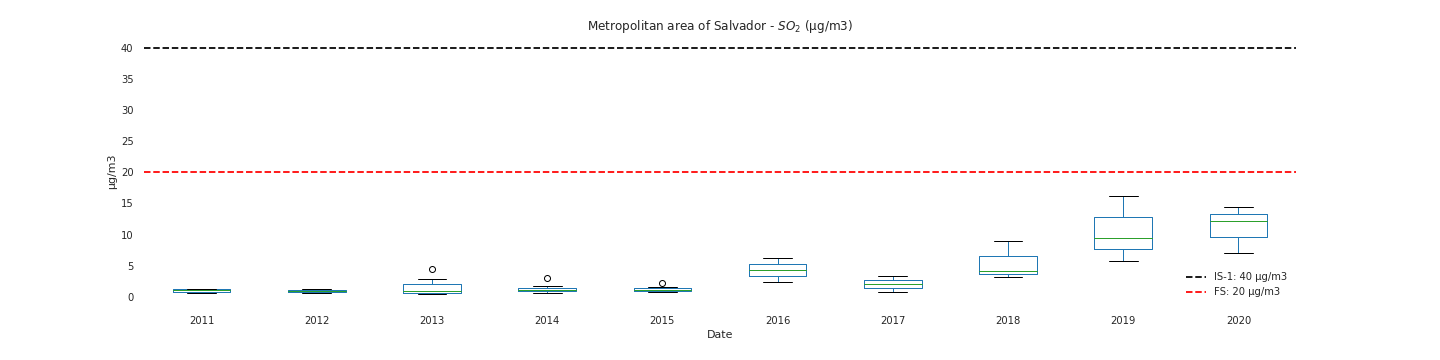 Metropolitan area of Salvador - SO₂ (µg/m3)
40
35
30
25
20
15
10
5
0
µg/m3
2011 2012 2013 2014 2015 2016 2017 2018 2019 2020
Date
IS-1: 40 µg/m3
FS: 20 µg/m3